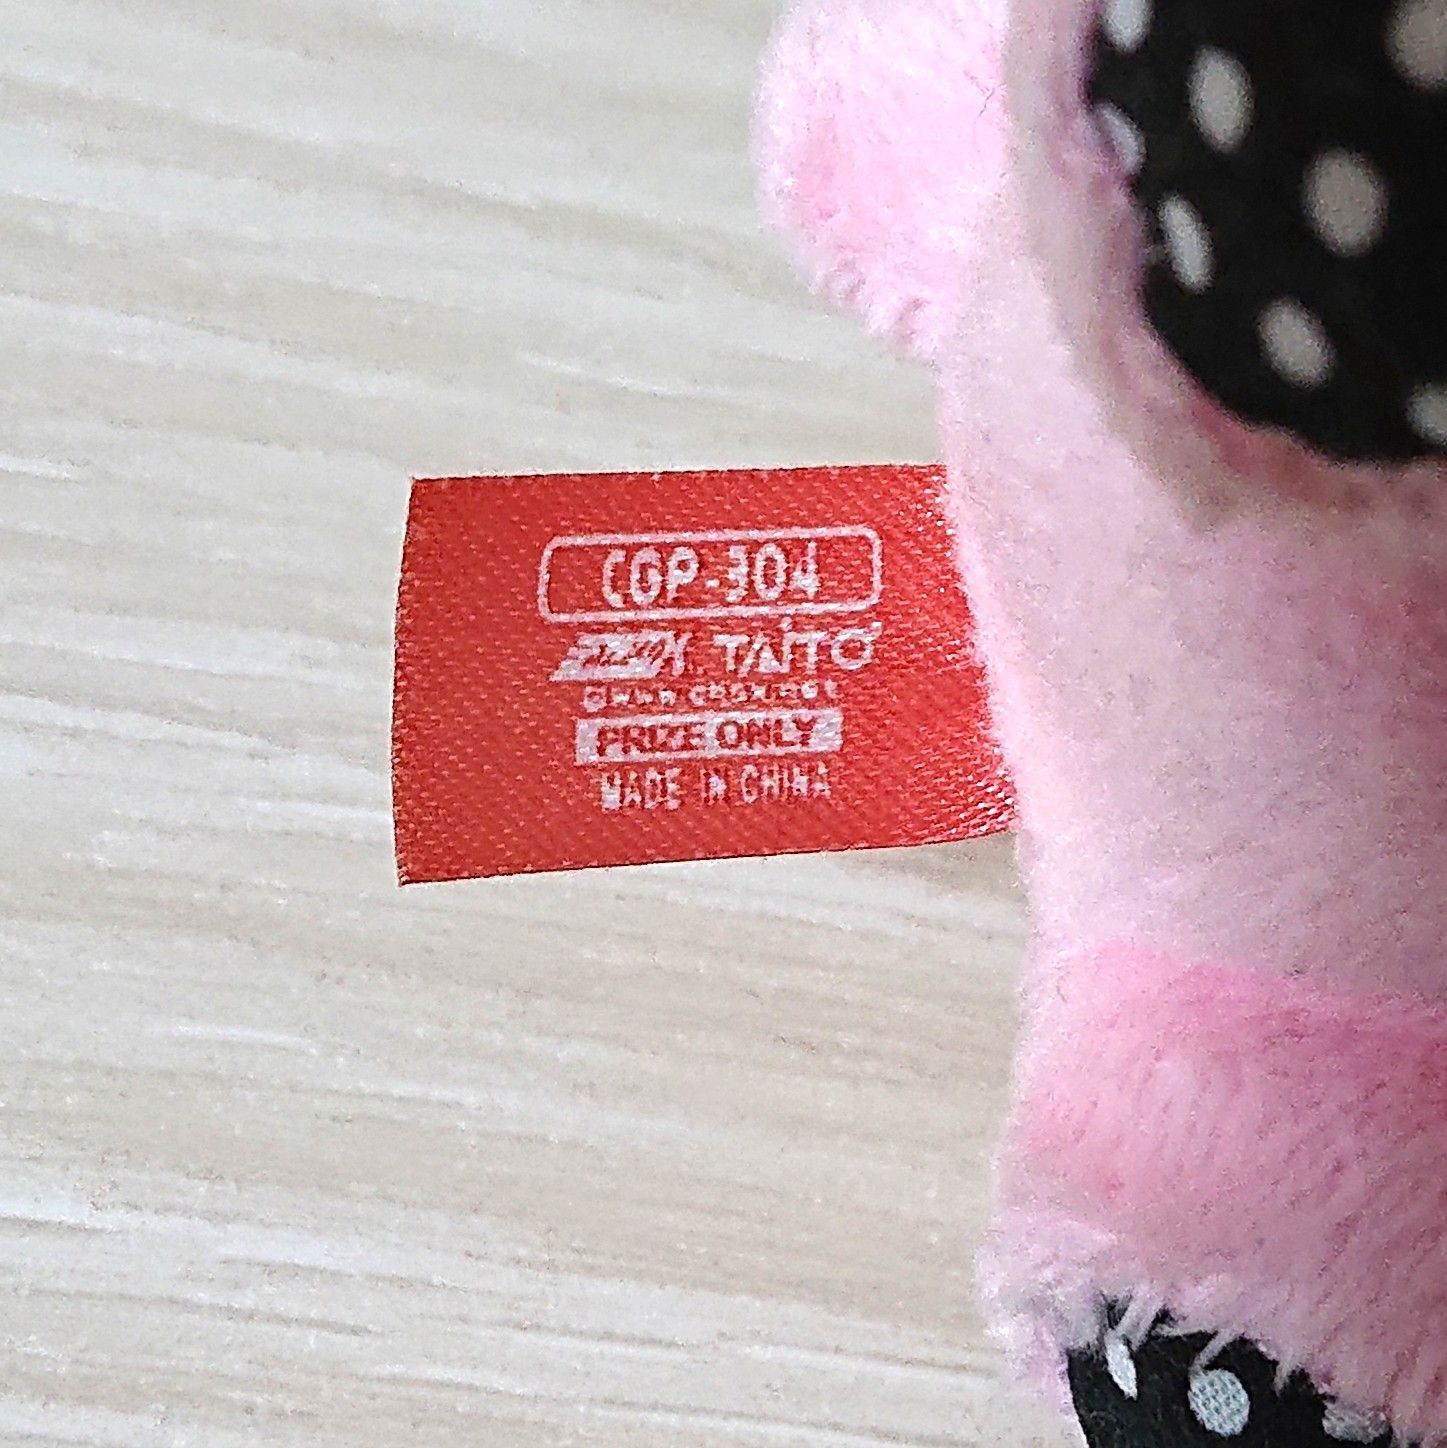 CGP-304
TAITO
PRIZE ONLY
MADE IN CHINA